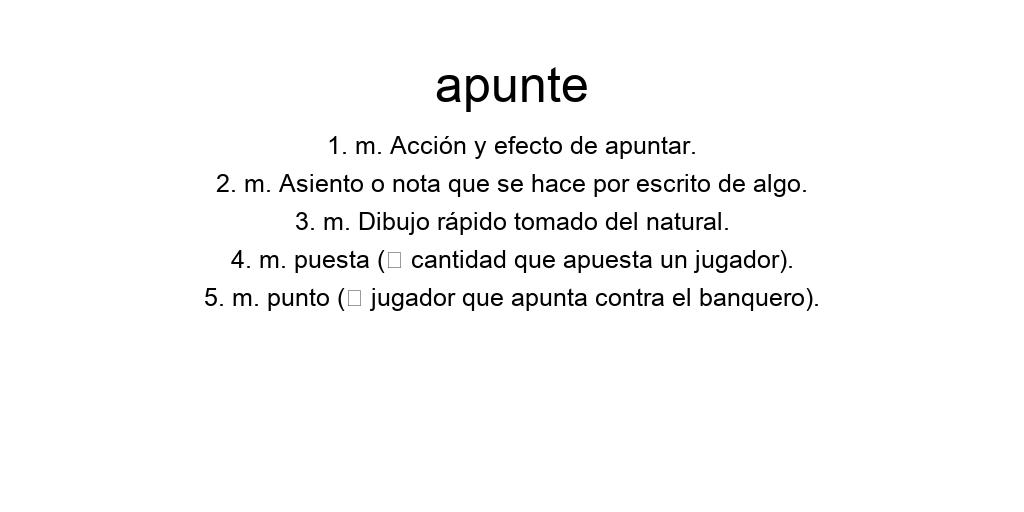 apunte
1. m. Acción y efecto de apuntar.
2. m. Asiento o nota que se hace por escrito de algo.
3. m. Dibujo rápido tomado del natural.
4. m. puesta (□ cantidad que apuesta un jugador).
5. m. punto (□ jugador que apunta contra el banquero).